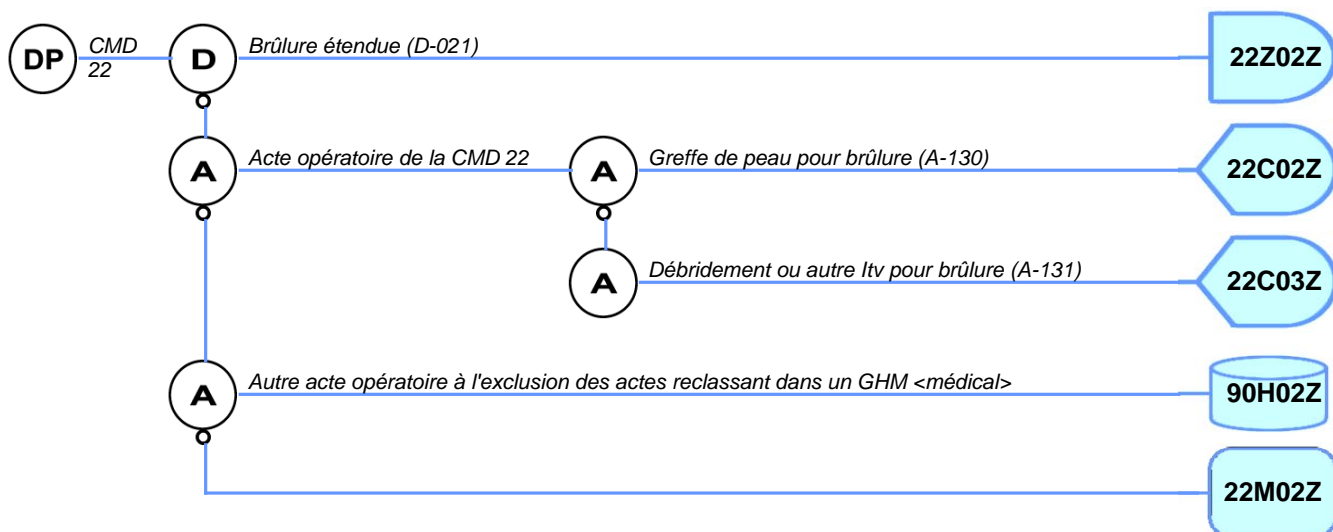 DP
CMD
22
D
Brûlure étendue (D-021)
22Z02Z
A
Acte opératoire de la CMD 22
A
Greffe de peau pour brûlure (A-130)
22C02Z
A
Débridement ou autre Itv pour brûlure (A-131)
22C03Z
A
Autre acte opératoire à l'exclusion des actes reclassant dans un GHM <médical>
90H02Z
22M02Z